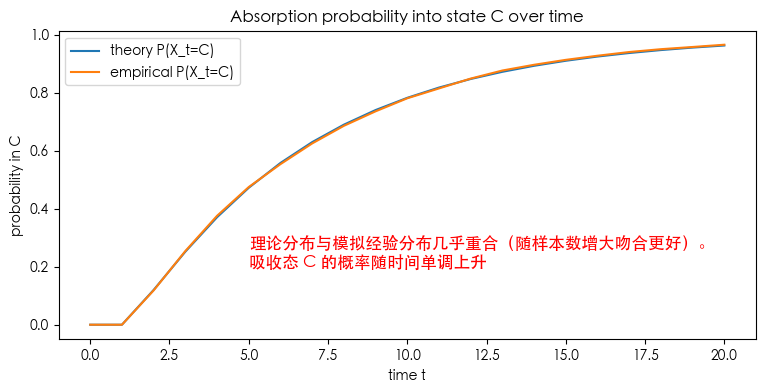 Absorption probability into state C over time
theory P(X_t=C)
empirical P(X_t=C)
probability in C
1.0
0.8
0.6
0.4
0.2
0.0
理论分布与模拟经验分布几乎重合（随样本数增大吻合更好）。
吸收态 C 的概率随时间单调上升
0.0 2.5 5.0 7.5 10.0 12.5 15.0 17.5 20.0
time t